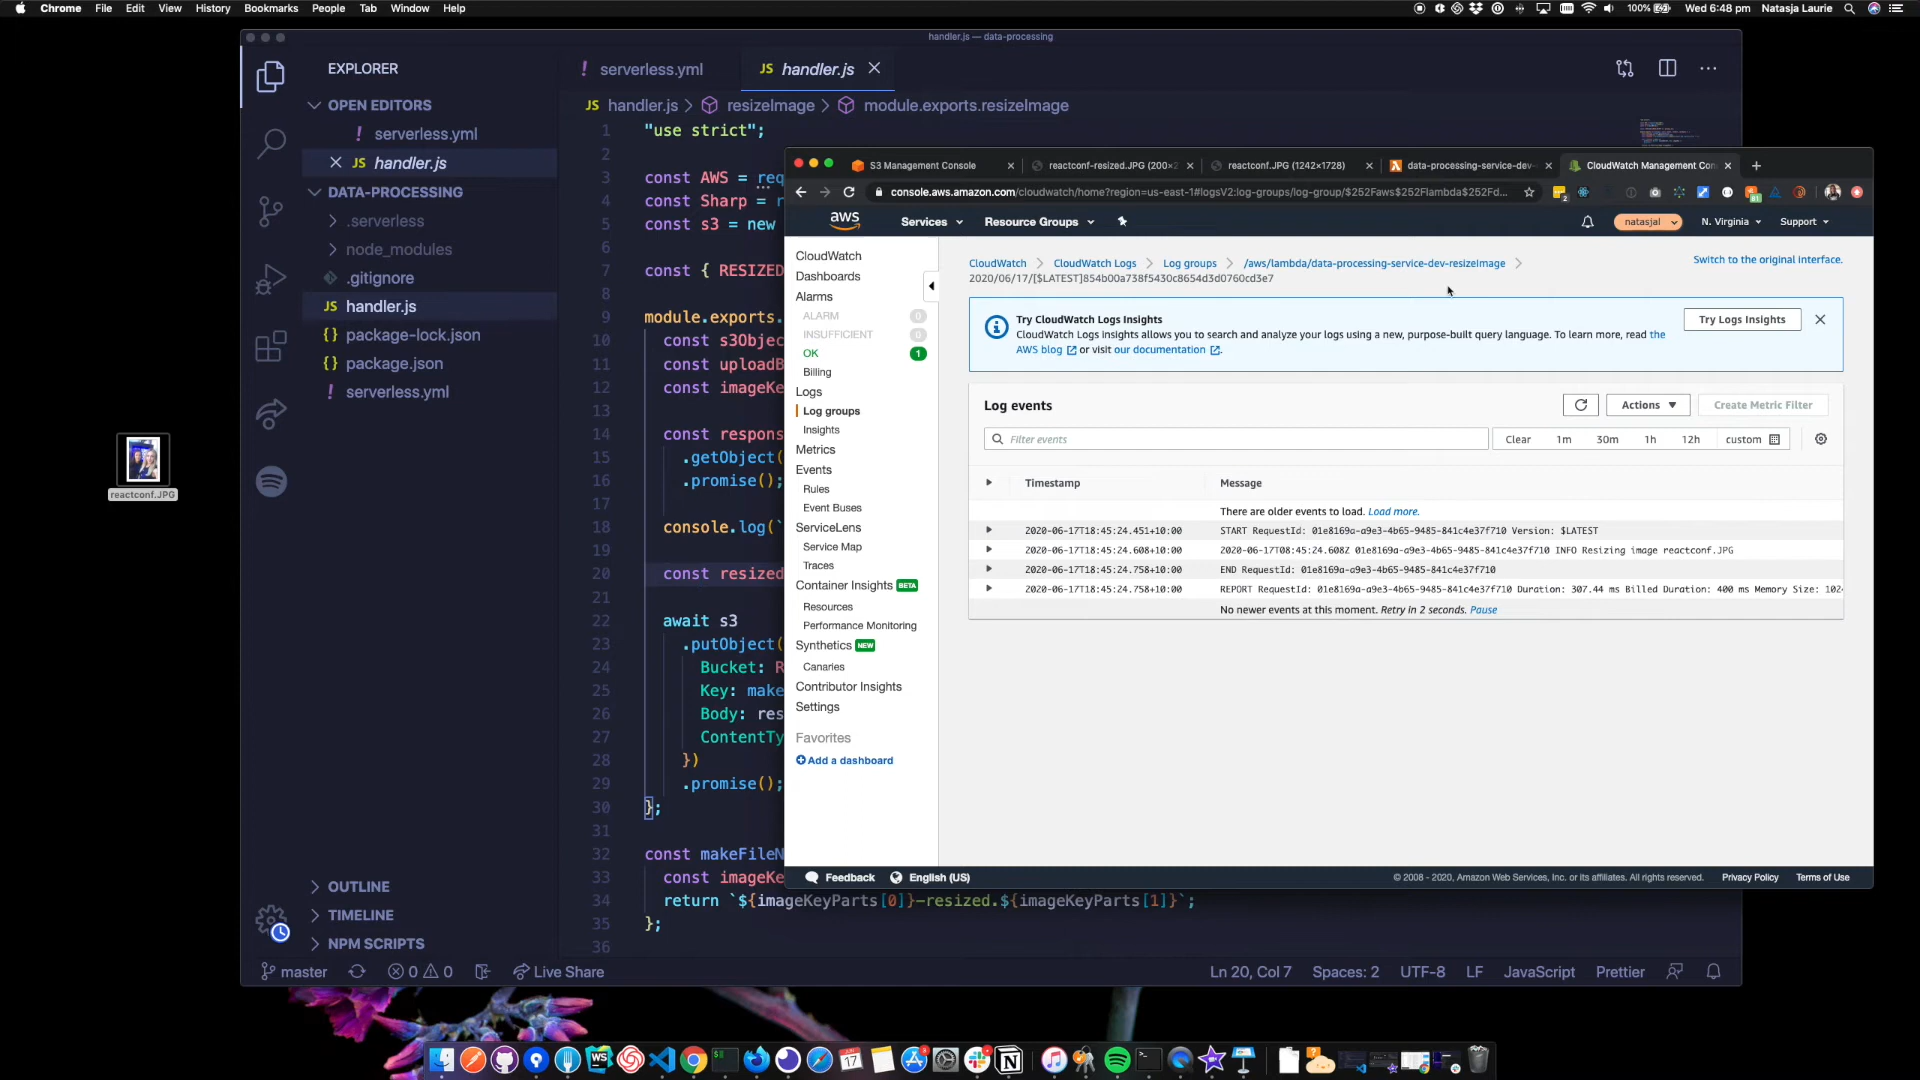 Chrome File Edit View History Bookmarks People Tab Window Help
100% Wed 6:48 pm Natasja Laurie
handler.js — data-processing
EXPLORER
OPEN EDITORS
! serverless.yml
JS handler.js
DATA-PROCESSING
.serverless
node_modules
.gitignore
JS handler.js
{} package-lock.json
{} package.json
! serverless.yml
OUTLINE
TIMELINE
NPM SCRIPTS
reactconf.JPG
! serverless.yml
JS handler.js
JS handler.js > resizeImage > module.exports.resizeImage
1 "use strict";
2
3 const AWS = req
4 const Sharp = r
5 const s3 = new
6
7 const { RESIZED
8
9 module.exports.
10 const s3Objec
11 const uploadB
12 const imageKe
13
14 const respons
15 .getObject(
16 .promise();
17
18 console.log(`
19
20 const resized
21
22 await s3
23 .putObject(
24 Bucket: R
25 Key: make
26 Body: res
27 ContentTy
28 })
29 .promise();
30 };
31
32 const makeFileN
33 const imageKe
34 return `${imageKeyParts[0]}-resized.${imageKeyParts[1]}`;
35 };
36
master 0 0 Live Share
Ln 20, Col 7 Spaces: 2 UTF-8 LF JavaScript Prettier
S3 Management Console
reactconf-resized.JPG (200×2
reactconf.JPG (1242×1728)
data-processing-service-dev-
CloudWatch Management Con
console.aws.amazon.com/cloudwatch/home?region=us-east-1#logsV2:log-groups/log-group/$252Faws$252Flambda$252Fd...
aws Services Resource Groups
natasjal N. Virginia Support
CloudWatch
Dashboards
Alarms
ALARM 0
INSUFFICIENT 0
OK 1
Billing
Logs
Log groups
Insights
Metrics
Events
Rules
Event Buses
ServiceLens
Service Map
Traces
Container Insights BETA
Resources
Performance Monitoring
Synthetics NEW
Canaries
Contributor Insights
Settings
Favorites
Add a dashboard
CloudWatch > CloudWatch Logs > Log groups > /aws/lambda/data-processing-service-dev-resizeImage >
2020/06/17/[$LATEST]854b00a738f5430c8654d3d0760cd3e7
Switch to the original interface.
Try CloudWatch Logs Insights
CloudWatch Logs Insights allows you to search and analyze your logs using a new, purpose-built query language. To learn more, read the
AWS blog or visit our documentation.
Try Logs Insights
Log events
Actions
Create Metric Filter
Filter events
Clear 1m 30m 1h 12h custom
Timestamp Message
There are older events to load. Load more.
2020-06-17T18:45:24.451+10:00 START RequestId: 01e8169a-a9e3-4b65-9485-841c4e37f710 Version: $LATEST
2020-06-17T18:45:24.608+10:00 2020-06-17T08:45:24.608Z 01e8169a-a9e3-4b65-9485-841c4e37f710 INFO Resizing image reactconf.JPG
2020-06-17T18:45:24.758+10:00 END RequestId: 01e8169a-a9e3-4b65-9485-841c4e37f710
2020-06-17T18:45:24.758+10:00 REPORT RequestId: 01e8169a-a9e3-4b65-9485-841c4e37f710 Duration: 307.44 ms Billed Duration: 400 ms Memory Size: 102
No newer events at this moment. Retry in 2 seconds. Pause
Feedback English (US)
© 2008 - 2020, Amazon Web Services, Inc. or its affiliates. All rights reserved. Privacy Policy Terms of Use